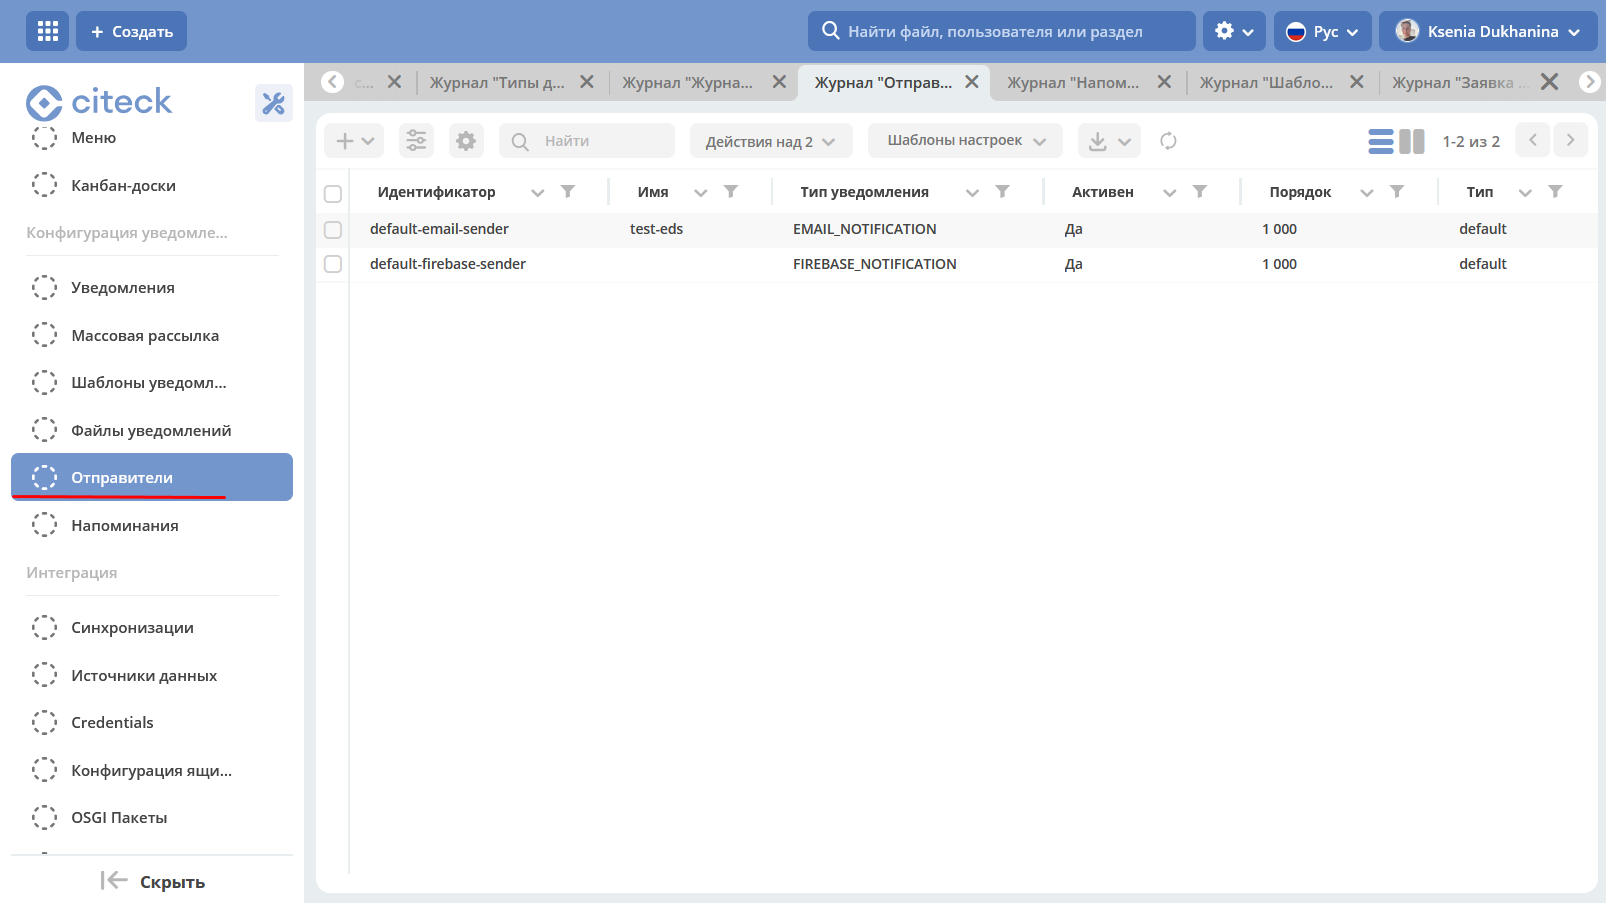 Создать
Найти файл, пользователя или раздел
Рус
Ksenia Dukhanina
citeck
Меню
Канбан-доски
Конфигурация уведомле...
Уведомления
Массовая рассылка
Шаблоны уведомл...
Файлы уведомлений
Отправители
Напоминания
Интеграция
Синхронизации
Источники данных
Credentials
Конфигурация ящи...
OSGI Пакеты
Скрыть
с...
Журнал "Типы д...
Журнал "Журна...
Журнал "Отправ...
Журнал "Напом...
Журнал "Шабло...
Журнал "Заявка ...
Найти
Действия над 2
Шаблоны настроек
1-2 из 2
Идентификатор Имя Тип уведомления Активен Порядок Тип
default-email-sender test-eds EMAIL_NOTIFICATION Да 1 000 default
default-firebase-sender FIREBASE_NOTIFICATION Да 1 000 default